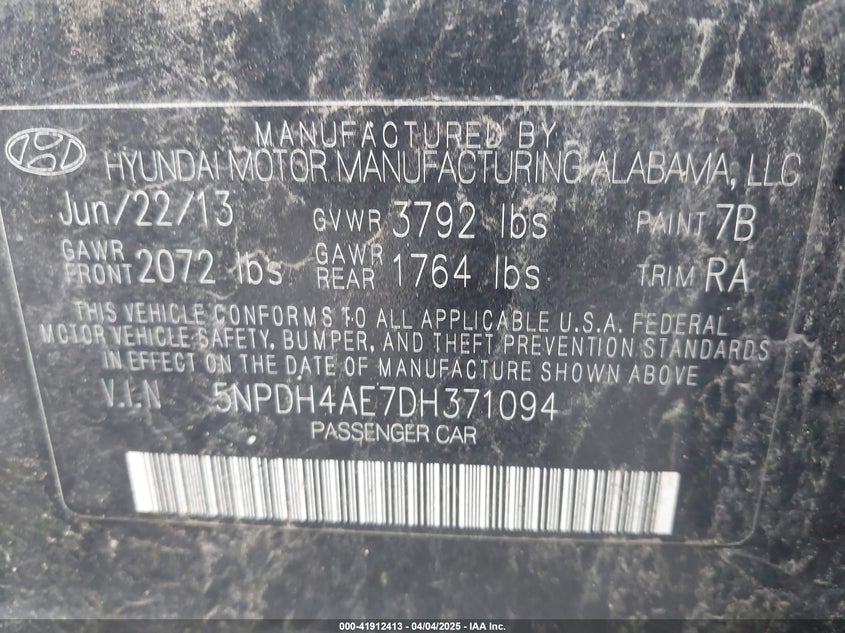 MANUFACTURED BY
HYUNDAI MOTOR MANUFACTURING ALABAMA, LLC
Jun/22/13 GVWR 3792 lbs PAINT 7B
GAWR FRONT 2072 lbs GAWR REAR 1764 lbs TRIM RA
THIS VEHICLE CONFORMS TO ALL APPLICABLE U.S.A. FEDERAL
MOTOR VEHICLE SAFETY, BUMPER, AND THEFT PREVENTION STANDARDS
IN EFFECT ON THE DATE OF MANUFACTURE SHOWN ABOVE.
V.I.N 5NPDH4AE7DH371094
PASSENGER CAR
000-41912413 - 04/04/2025 - IAA Inc.